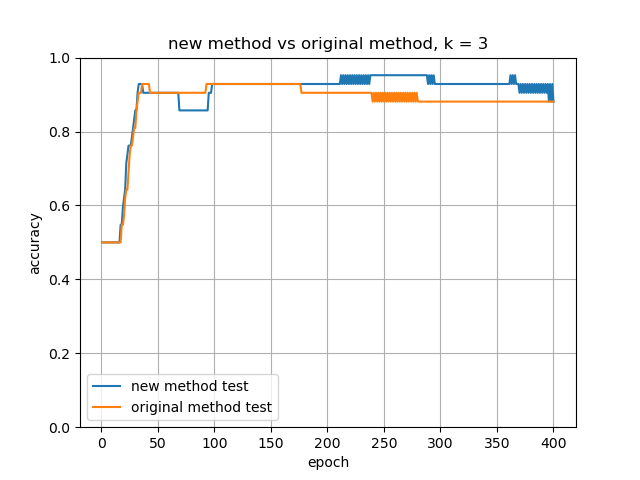 new method vs original method, k = 3
1.0
0.8
0.6
0.4
0.2
0.0
accuracy
new method test
original method test
0 50 100 150 200 250 300 350 400
epoch